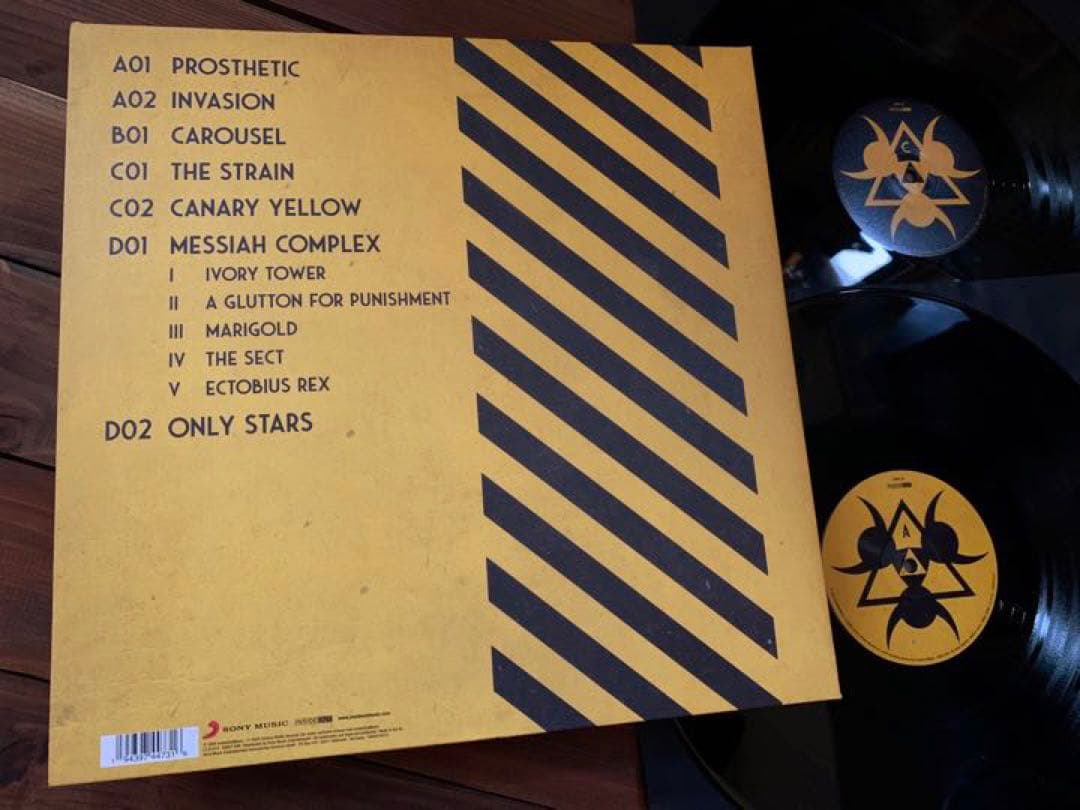 A01 PROSTHETIC
A02 INVASION
B01 CAROUSEL
C01 THE STRAIN
C02 CANARY YELLOW
D01 MESSIAH COMPLEX
I IVORY TOWER
II A GLUTTON FOR PUNISHMENT
III MARIGOLD
IV THE SECT
V ECTOBIUS REX
D02 ONLY STARS
SONY MUSIC
C
A